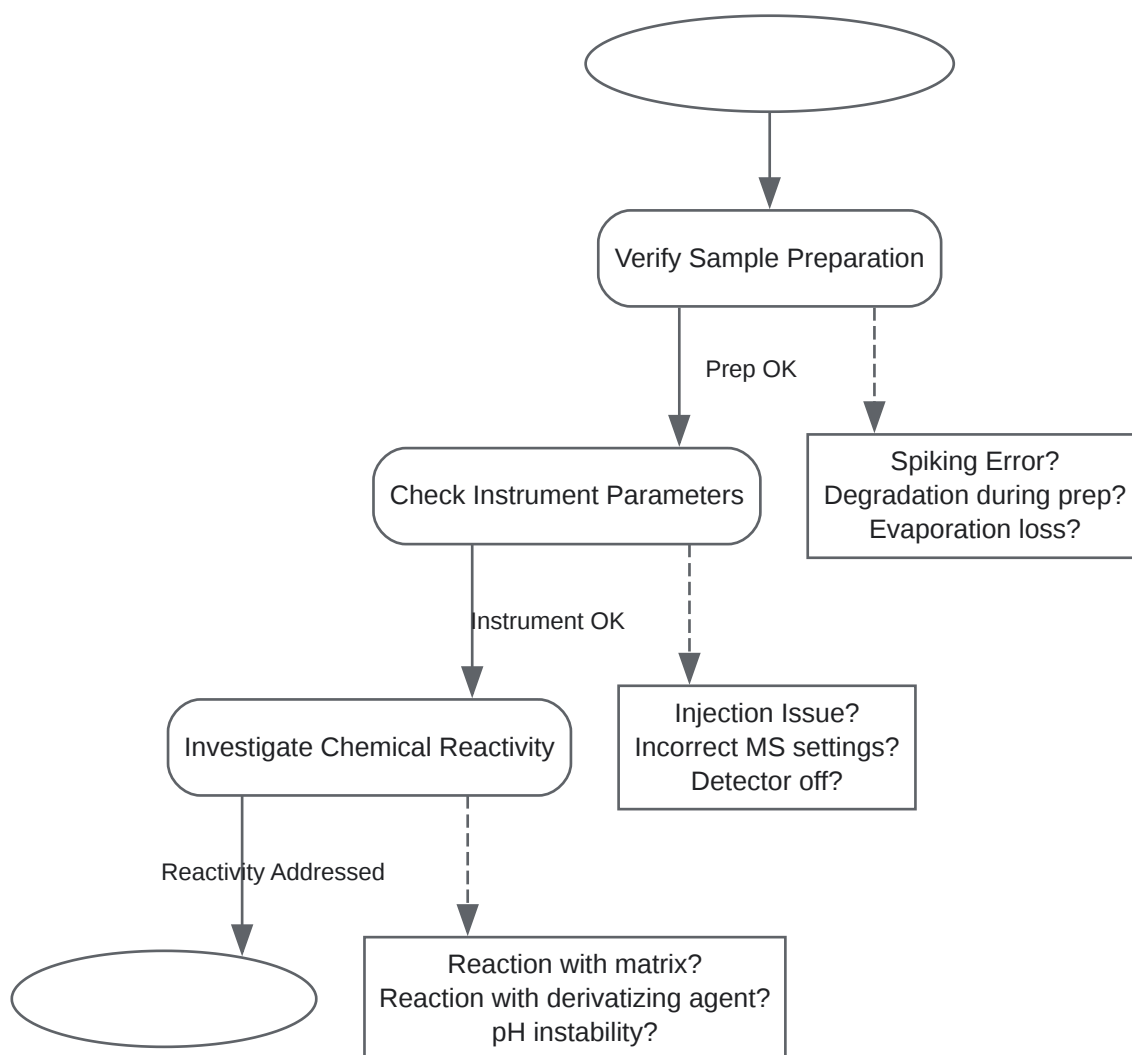 Verify Sample Preparation
Prep OK
Spiking Error?
Degradation during prep?
Evaporation loss?
Check Instrument Parameters
Instrument OK
Injection Issue?
Incorrect MS settings?
Detector off?
Investigate Chemical Reactivity
Reactivity Addressed
Reaction with matrix?
Reaction with derivatizing agent?
pH instability?